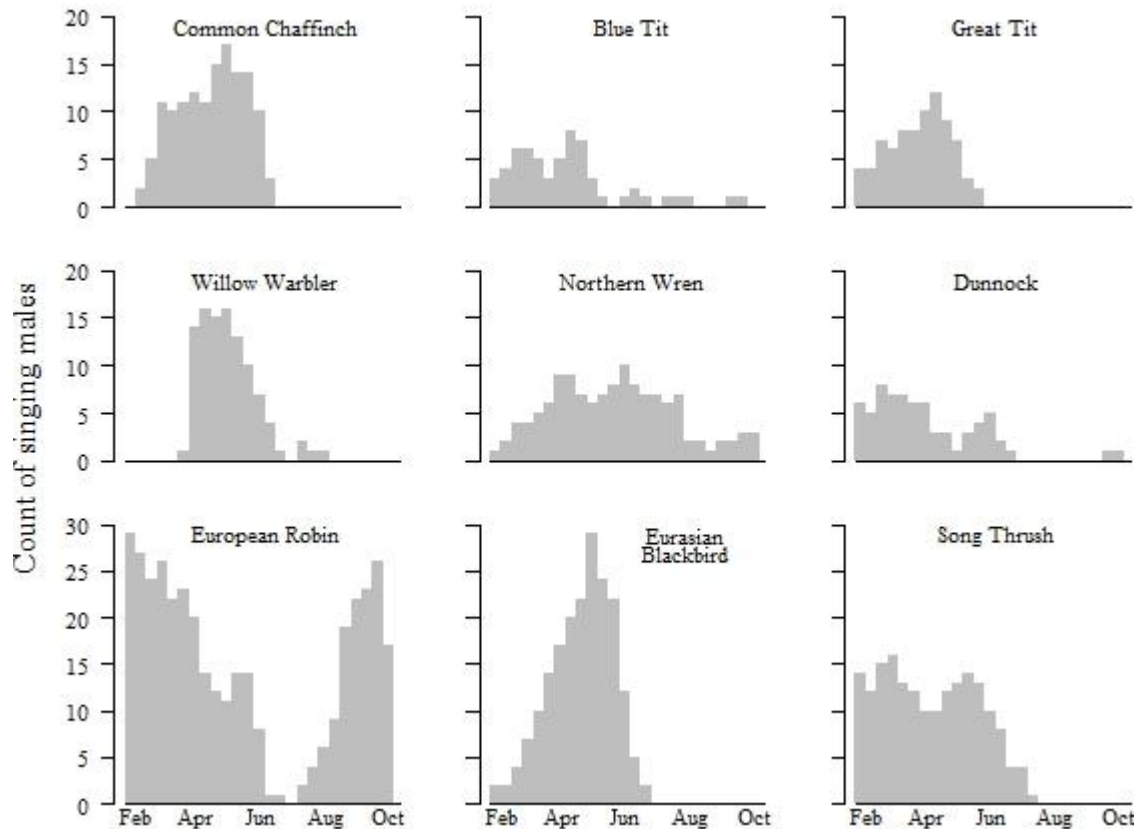 Count of singing males
20
15
10
5
0
Common Chaffinch
Blue Tit
Great Tit
20
15
10
5
0
Willow Warbler
Northern Wren
Dunnock
30
25
20
15
10
5
0
European Robin
Eurasian
Blackbird
Song Thrush
Feb Apr Jun Aug Oct
Feb Apr Jun Aug Oct
Feb Apr Jun Aug Oct